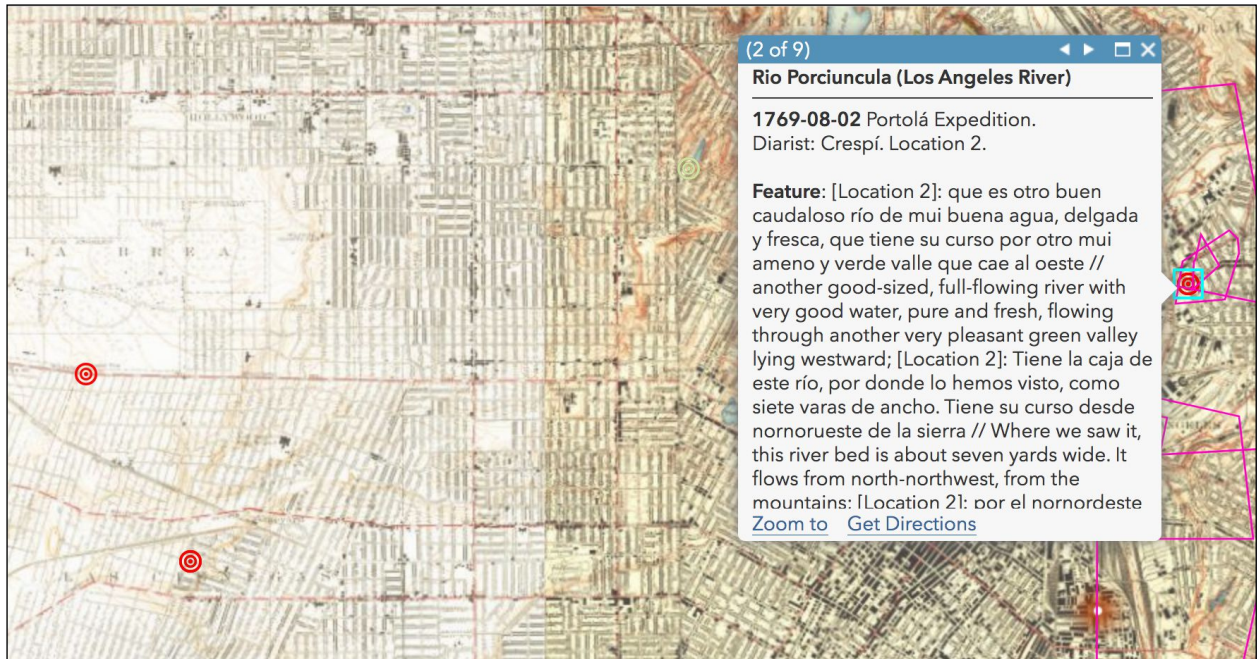 (2 of 9)
Rio Porciuncula (Los Angeles River)
1769-08-02 Portolá Expedition.
Diarist: Crespí. Location 2.
Feature: [Location 2]: que es otro buen
caudaloso río de mui buena agua, delgada
y fresca, que tiene su curso por otro mui
ameno y verde valle que cae al oeste //
another good-sized, full-flowing river with
very good water, pure and fresh, flowing
through another very pleasant green valley
lying westward; [Location 2]: Tiene la caja de
este río, por donde lo hemos visto, como
siete varas de ancho. Tiene su curso desde
nornorueste de la sierra // Where we saw it,
this river bed is about seven yards wide. It
flows from north-northwest, from the
mountains; [Location 2]: por el nornordeste
Zoom to Get Directions
HOLLYWOOD
LA BREA